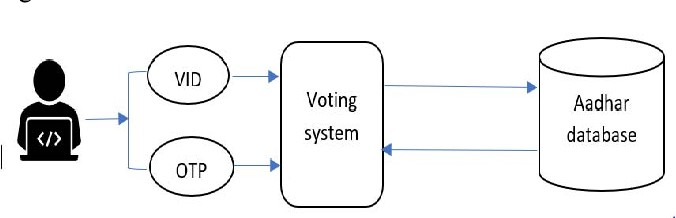 VID
</>
OTP
Voting
system
Aadhar
database